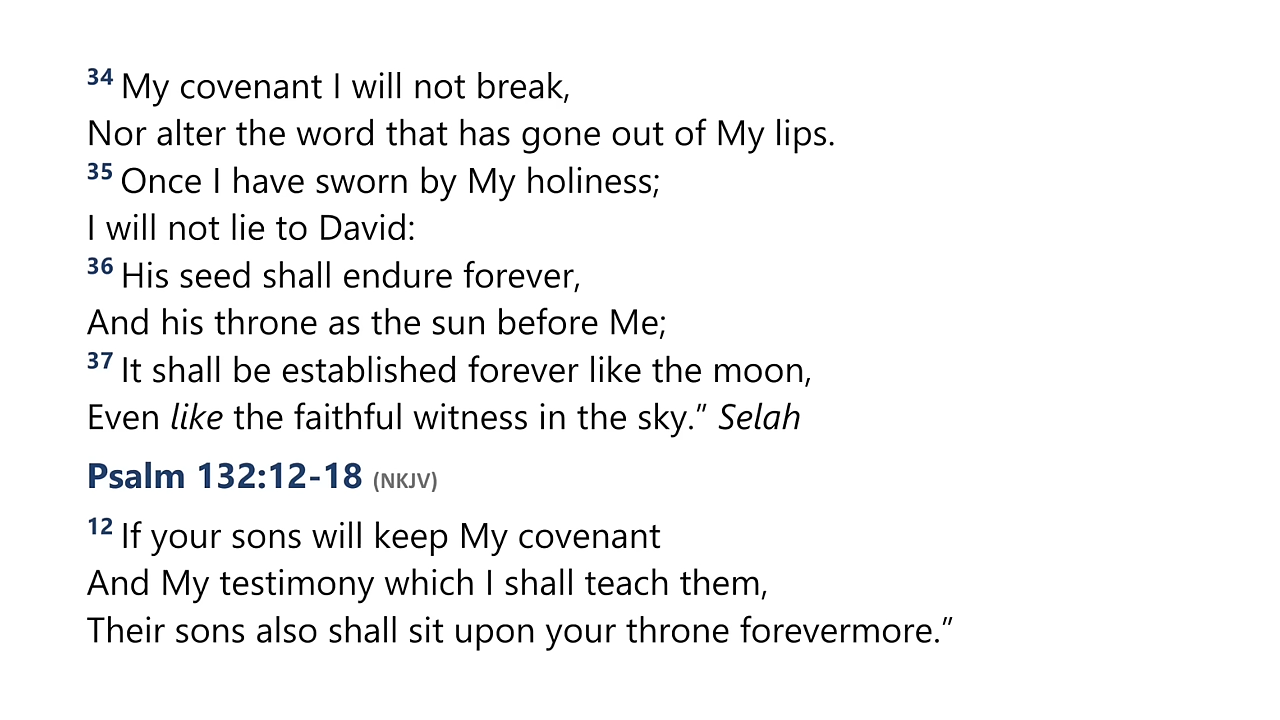 34 My covenant I will not break,
Nor alter the word that has gone out of My lips.
35 Once I have sworn by My holiness;
I will not lie to David:
36 His seed shall endure forever,
And his throne as the sun before Me;
37 It shall be established forever like the moon,
Even like the faithful witness in the sky.” Selah
Psalm 132:12-18 (NKJV)
12 If your sons will keep My covenant
And My testimony which I shall teach them,
Their sons also shall sit upon your throne forevermore.”